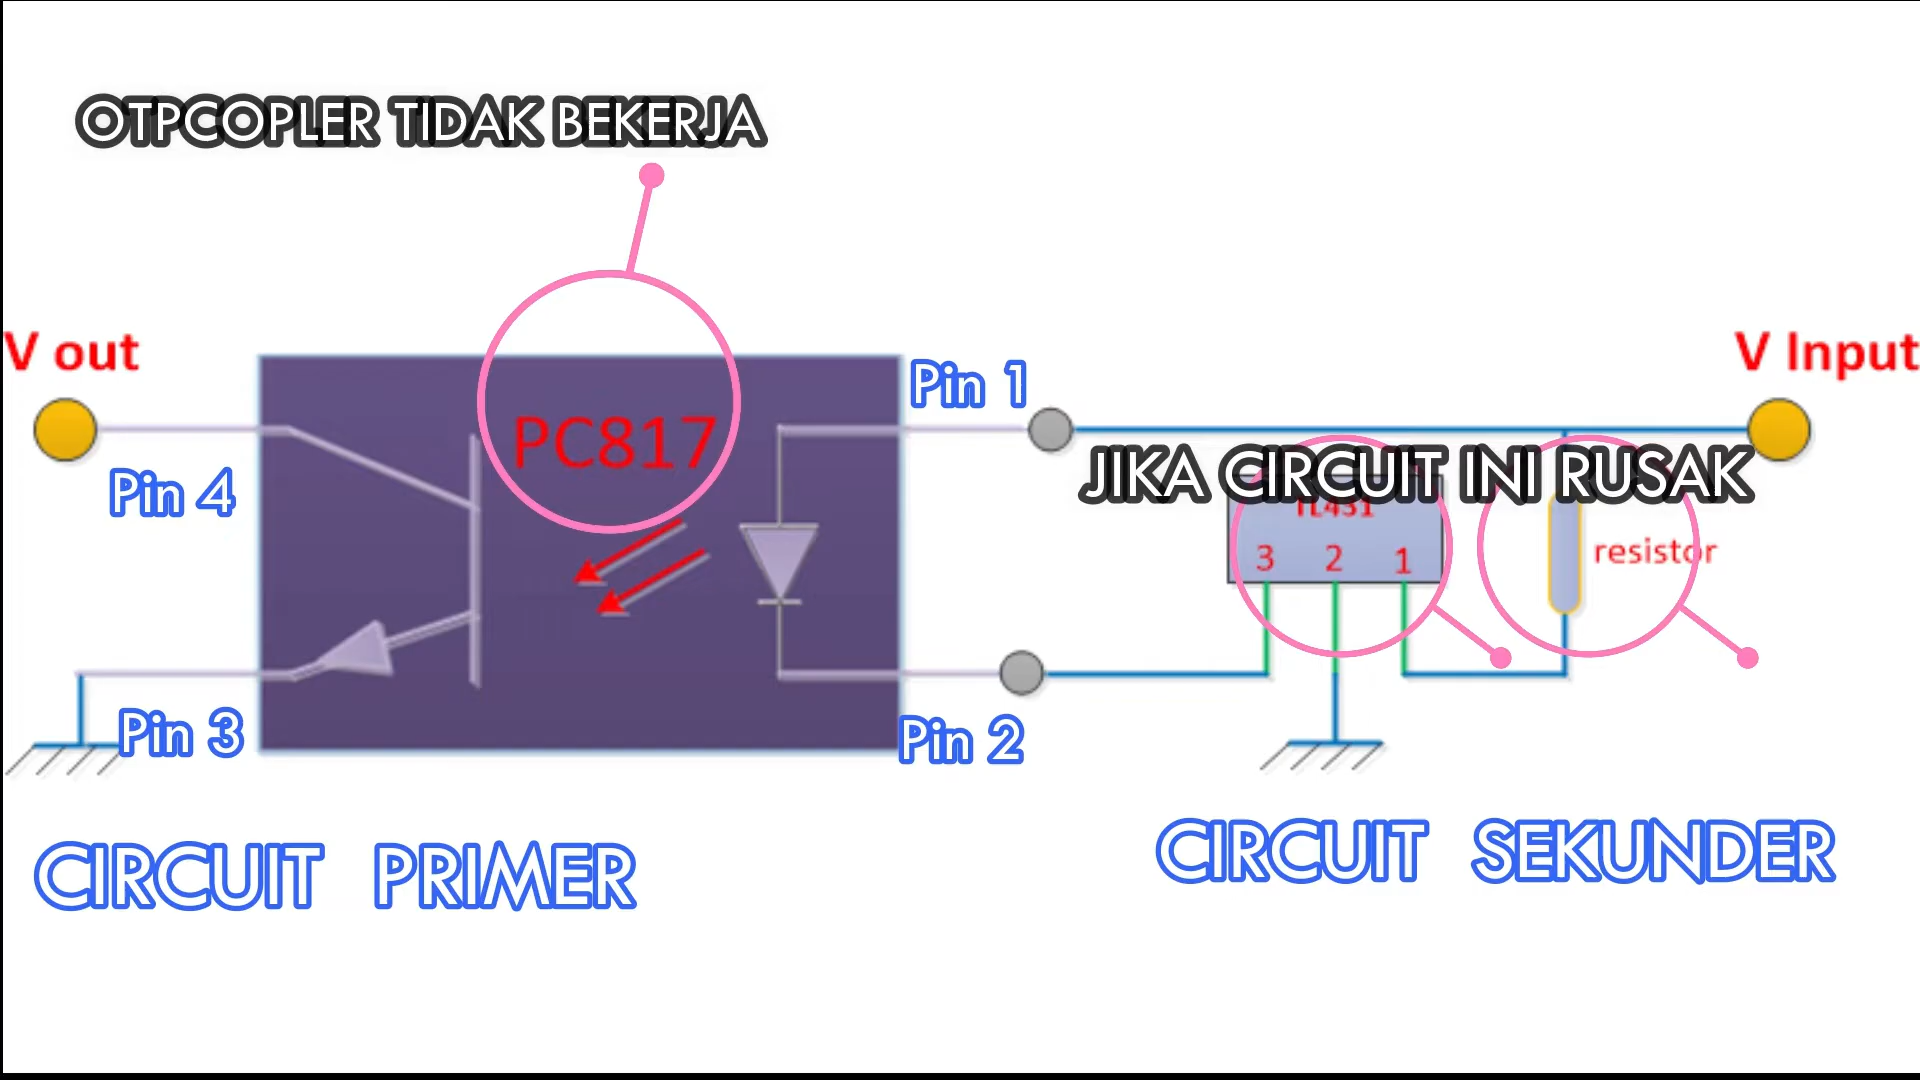 OTPCOPLER TIDAK BEKERJA
V out
V Input
Pin 1
PC817
Pin 4
JIKA CIRCUIT INI RUSAK
TL431
3 2 1
resistor
Pin 3
Pin 2
CIRCUIT PRIMER
CIRCUIT SEKUNDER